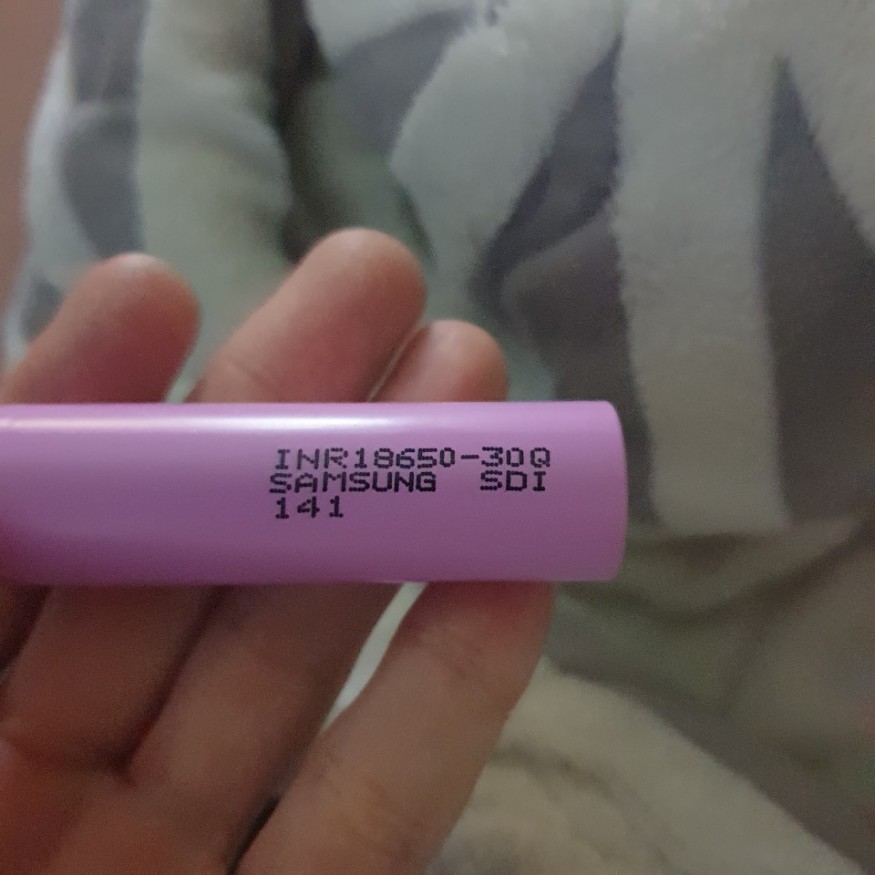 INR18650-30Q
SAMSUNG SDI
141